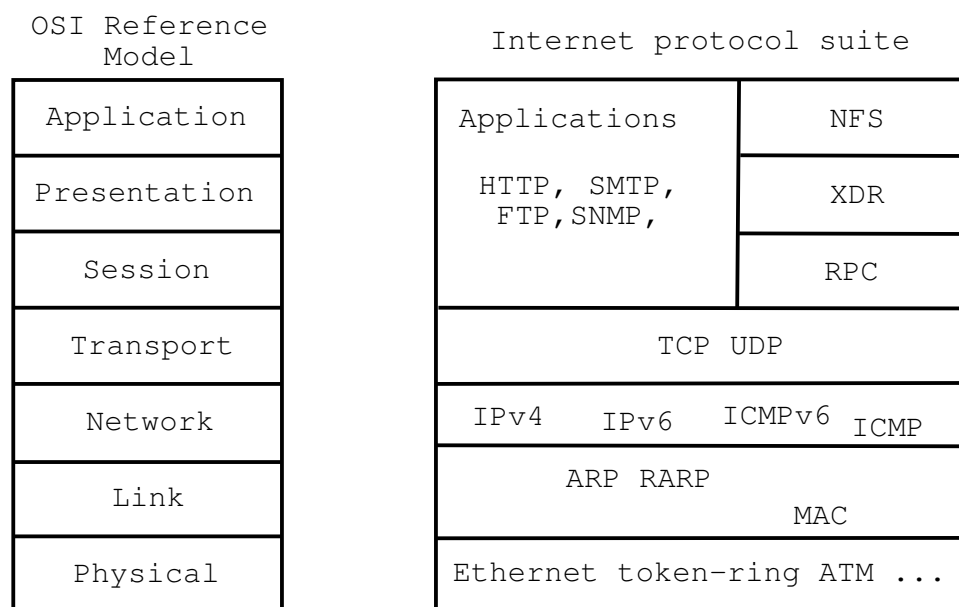 OSI Reference
Model
Application
Presentation
Session
Transport
Network
Link
Physical
Internet protocol suite
Applications
HTTP, SMTP,
FTP,SNMP,
NFS
XDR
RPC
TCP UDP
IPv4 IPv6 ICMPv6 ICMP
ARP RARP
MAC
Ethernet token-ring ATM ...